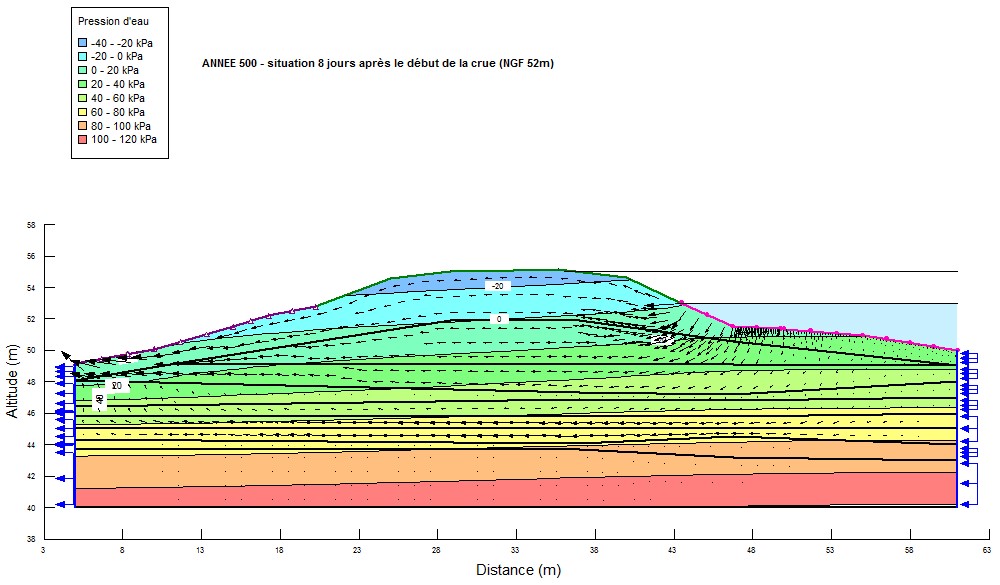 Pression d'eau
-40 - -20 kPa
-20 - 0 kPa
0 - 20 kPa
20 - 40 kPa
40 - 60 kPa
60 - 80 kPa
80 - 100 kPa
100 - 120 kPa
ANNEE 500 - situation 8 jours après le début de la crue (NGF 52m)
58
56
54
52
50
48
46
44
42
40
38
Altitude (m)
-20
0
20
40
3 8 13 18 23 28 33 38 43 48 53 58 63
Distance (m)